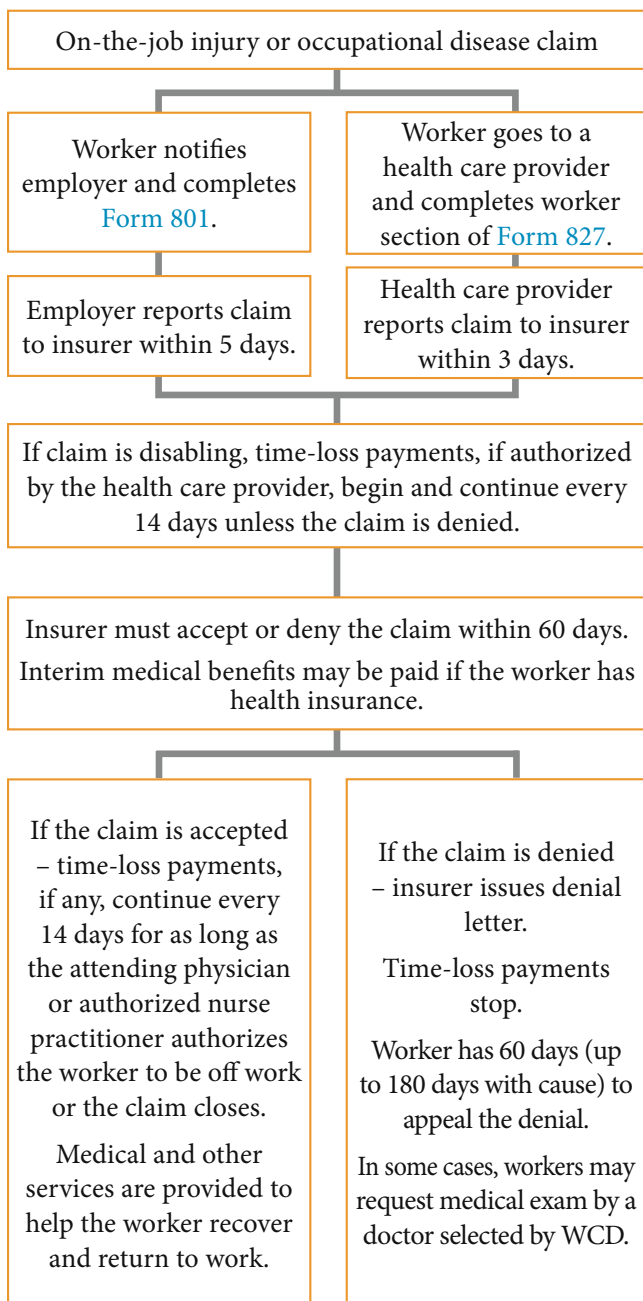 On-the-job injury or occupational disease claim
Worker notifies
employer and completes
Form 801.
Worker goes to a
health care provider
and completes worker
section of Form 827.
Employer reports claim
to insurer within 5 days.
Health care provider
reports claim to insurer
within 3 days.
If claim is disabling, time-loss payments, if authorized
by the health care provider, begin and continue every
14 days unless the claim is denied.
Insurer must accept or deny the claim within 60 days.
Interim medical benefits may be paid if the worker has
health insurance.
If the claim is accepted
– time-loss payments,
if any, continue every
14 days for as long as
the attending physician
or authorized nurse
practitioner authorizes
the worker to be off work
or the claim closes.
Medical and other
services are provided to
help the worker recover
and return to work.
If the claim is denied
– insurer issues denial
letter.
Time-loss payments
stop.
Worker has 60 days (up
to 180 days with cause) to
appeal the denial.
In some cases, workers may
request medical exam by a
doctor selected by WCD.